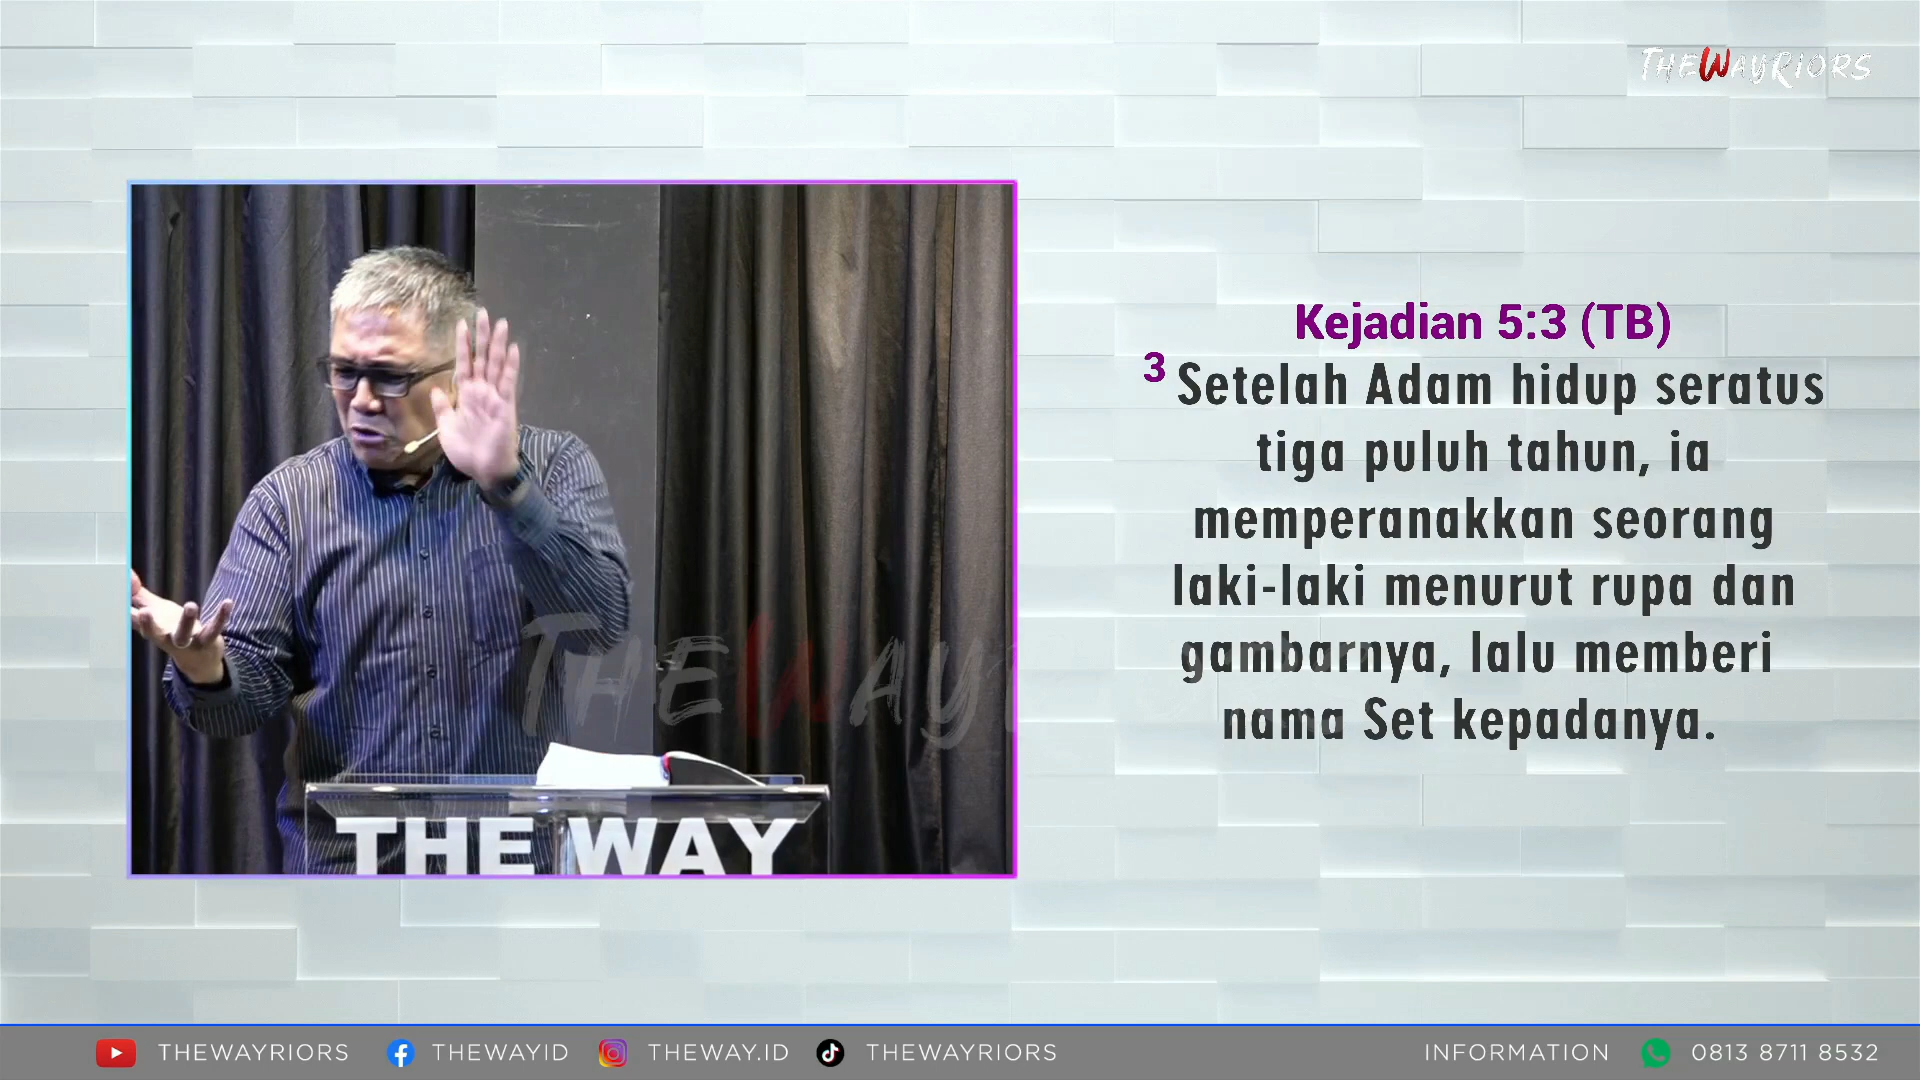 THEWAYRIORS
Kejadian 5:3 (TB)
3 Setelah Adam hidup seratus
tiga puluh tahun, ia
memperanakkan seorang
laki-laki menurut rupa dan
gambarnya, lalu memberi
nama Set kepadanya.
THEWAY
THE WAY
THEWAYRIORS THEWAYID THEWAY.ID THEWAYRIORS INFORMATION 0813 8711 8532